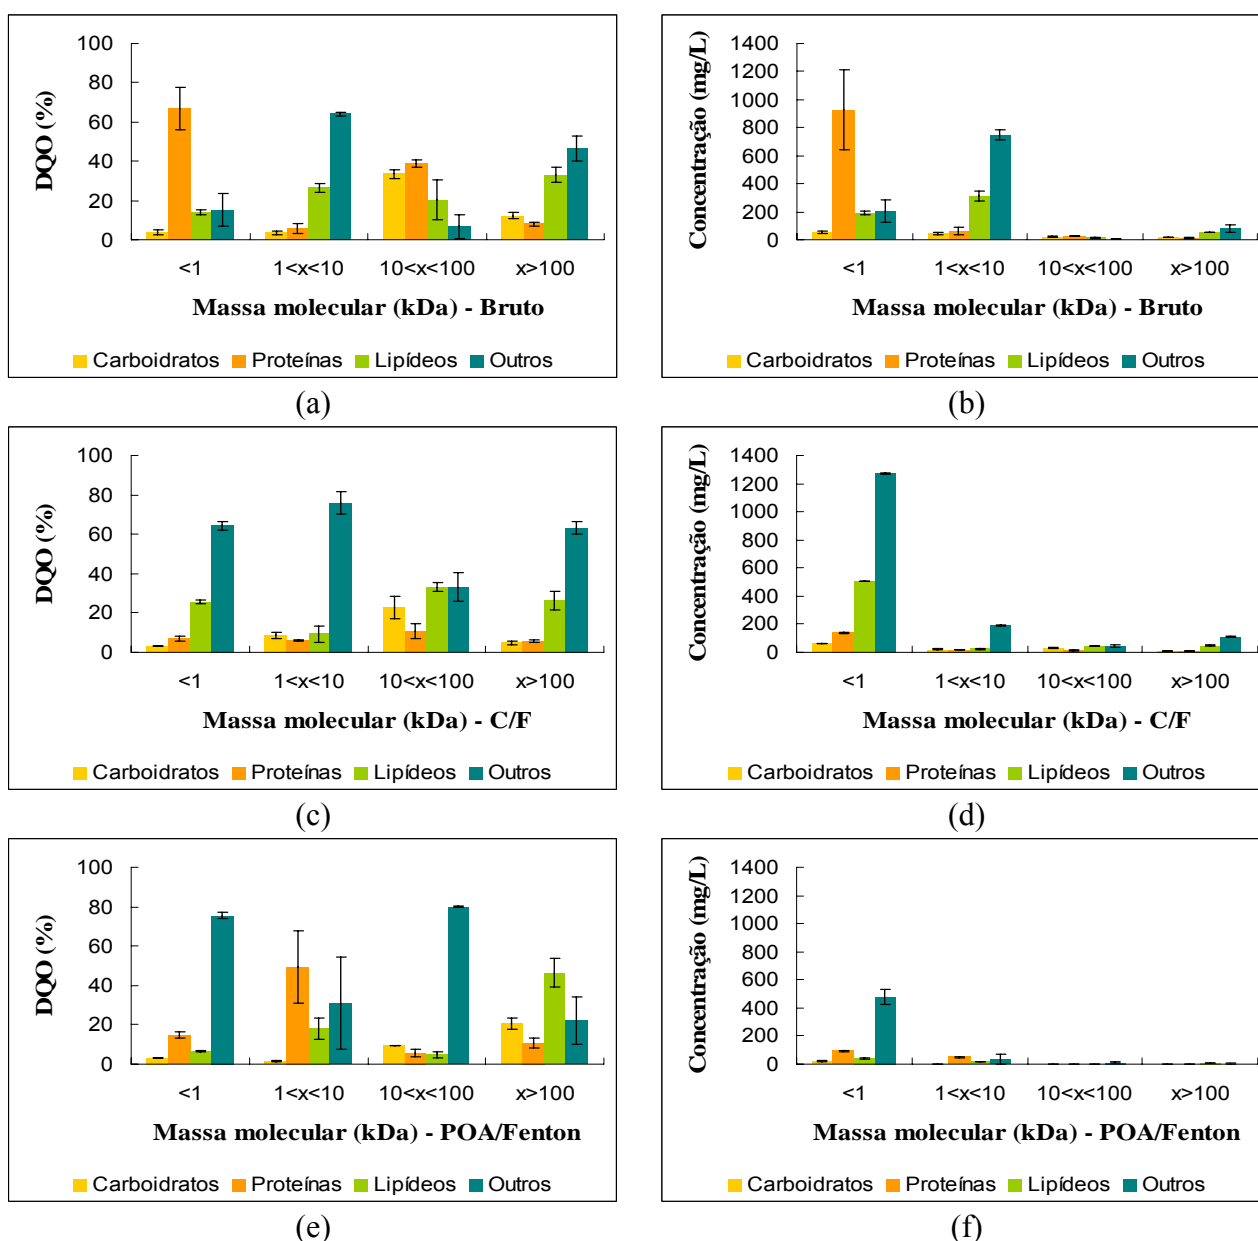 100
80
60
40
20
0
DQO (%)
<1 1<x<10 10<x<100 x>100
Massa molecular (kDa) - Bruto
Carboidratos Proteínas Lipídeos Outros
(a)
1400
1200
1000
800
600
400
200
0
Concentração (mg/L)
<1 1<x<10 10<x<100 x>100
Massa molecular (kDa) - Bruto
Carboidratos Proteínas Lipídeos Outros
(b)
100
80
60
40
20
0
DQO (%)
<1 1<x<10 10<x<100 x>100
Massa molecular (kDa) - C/F
Carboidratos Proteínas Lipídeos Outros
(c)
1400
1200
1000
800
600
400
200
0
Concentração (mg/L)
<1 1<x<10 10<x<100 x>100
Massa molecular (kDa) - C/F
Carboidratos Proteínas Lipídeos Outros
(d)
100
80
60
40
20
0
DQO (%)
<1 1<x<10 10<x<100 x>100
Massa molecular (kDa) - POA/Fenton
Carboidratos Proteínas Lipídeos Outros
(e)
1400
1200
1000
800
600
400
200
0
Concentração (mg/L)
<1 1<x<10 10<x<100 x>100
Massa molecular (kDa) - POA/Fenton
Carboidratos Proteínas Lipídeos Outros
(f)